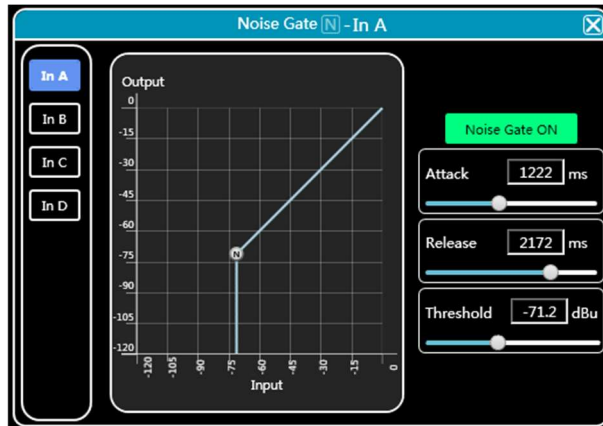 Noise Gate N -In A
In A
In B
In C
In D
Output
0
-15
-30
-45
-60
-75
-90
-105
-120
-120
-105
-90
-75
-60
-45
-30
-15
0
Input
N
Noise Gate ON
Attack 1222 ms
Release 2172 ms
Threshold -71.2 dBu